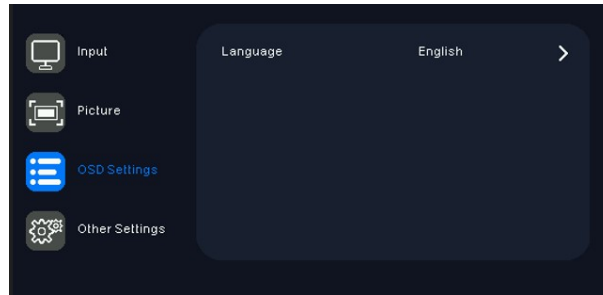 Input
Language English
Picture
OSD Settings
Other Settings